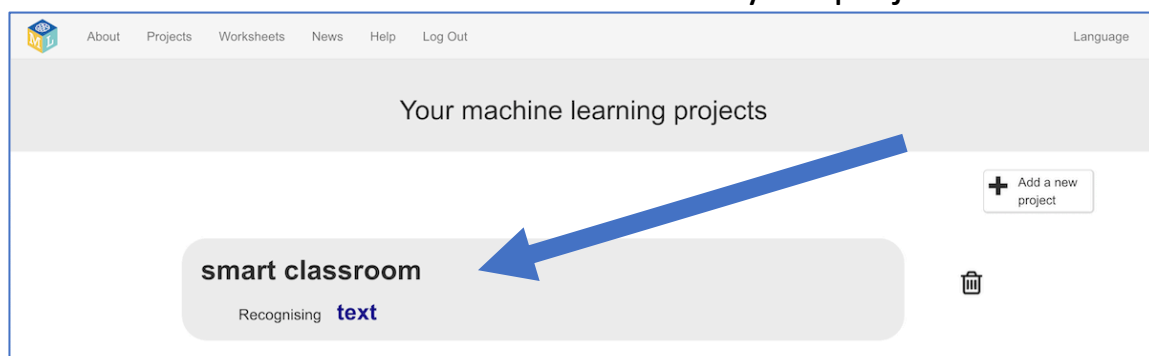 About Projects Worksheets News Help Log Out Language
Your machine learning projects
Add a new
project
smart classroom
Recognising text